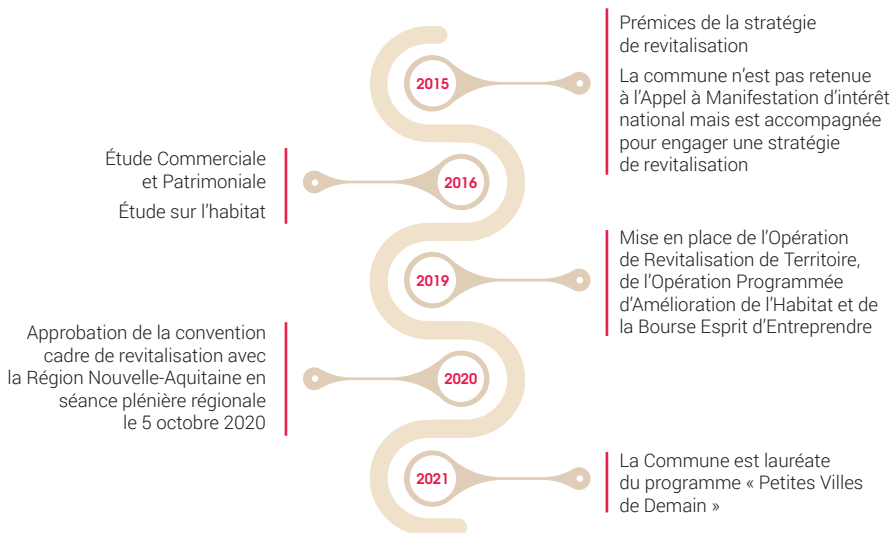 2015
Prémices de la stratégie
de revitalisation
La commune n'est pas retenue
à l'Appel à Manifestation d'intérêt
national mais est accompagnée
pour engager une stratégie
de revitalisation
Étude Commerciale
et Patrimoniale
Étude sur l'habitat
2016
2019
Mise en place de l'Opération
de Revitalisation de Territoire,
de l'Opération Programmée
d'Amélioration de l'Habitat et de
la Bourse Esprit d'Entreprendre
Approbation de la convention
cadre de revitalisation avec
la Région Nouvelle-Aquitaine en
séance plénière régionale
le 5 octobre 2020
2020
2021
La Commune est lauréate
du programme « Petites Villes
de Demain »